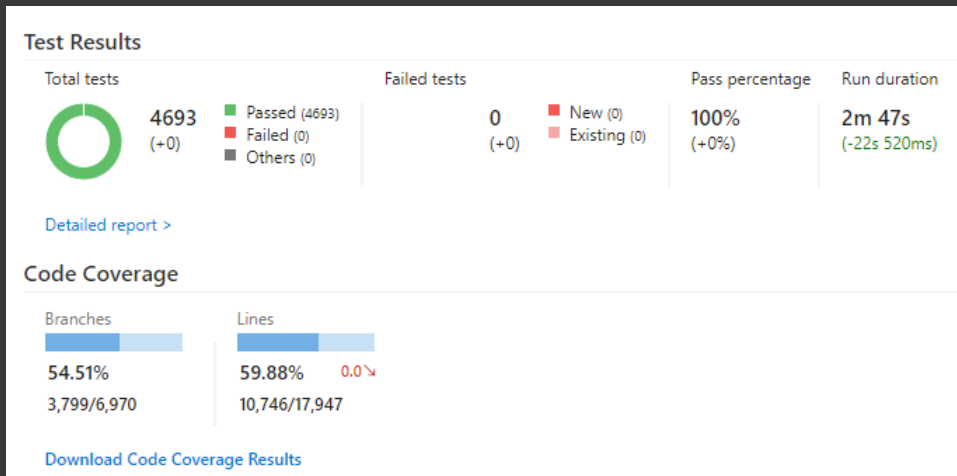 Test Results
Total tests
4693
(+0)
Passed (4693)
Failed (0)
Others (0)
Failed tests
0
(+0)
New (0)
Existing (0)
Pass percentage
100%
(+0%)
Run duration
2m 47s
(-22s 520ms)
Detailed report >
Code Coverage
Branches
54.51%
3,799/6,970
Lines
59.88% 0.0↘
10,746/17,947
Download Code Coverage Results